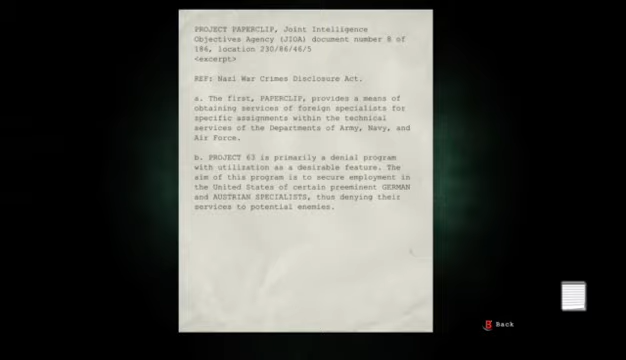 PROJECT PAPERCLIP, Joint Intelligence
Objectives Agency (JIOA) document number 8 of
184, location 230/86/46/5
<excerpt>
REP: Nazi War Crimes Disclosure Act.
a. The first, PAPERCLIP, provides a means of
obtaining services of foreign specialists for
specific assignments within the technical
services of the Departments of Army, Navy, and
Air Force.
b. PROJECT 63 is primarily a denial program
with utilization as a desirable feature. The
aim of this program is to secure employment in
the United States of certain preeminent GERMAN
and AUSTRIAN SPECIALISTS, thus denying their
services to potential enemies.
Back